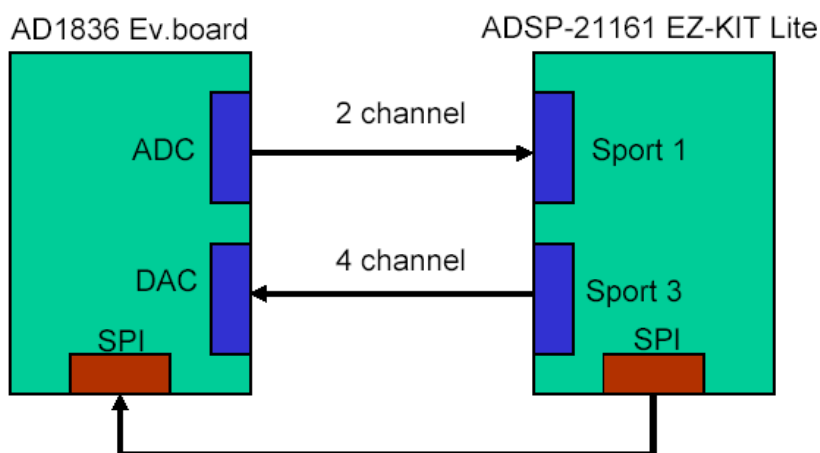 AD1836 Ev.board
ADSP-21161 EZ-KIT Lite
2 channel
ADC
Sport 1
4 channel
DAC
Sport 3
SPI
SPI